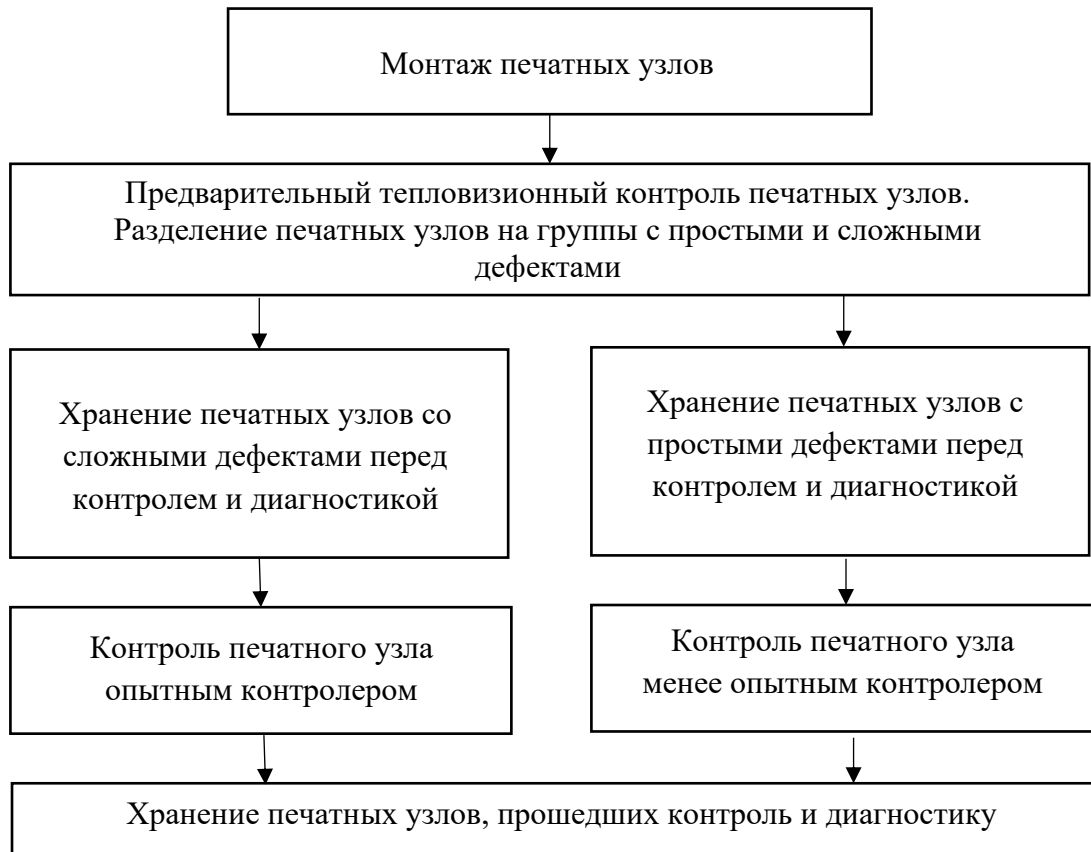 Монтаж печатных узлов
Предварительный тепловизионный контроль печатных узлов.
Разделение печатных узлов на группы с простыми и сложными
дефектами
Хранение печатных узлов со
сложными дефектами перед
контролем и диагностикой
Хранение печатных узлов с
простыми дефектами перед
контролем и диагностикой
Контроль печатного узла
опытным контролером
Контроль печатного узла
менее опытным контролером
Хранение печатных узлов, прошедших контроль и диагностику